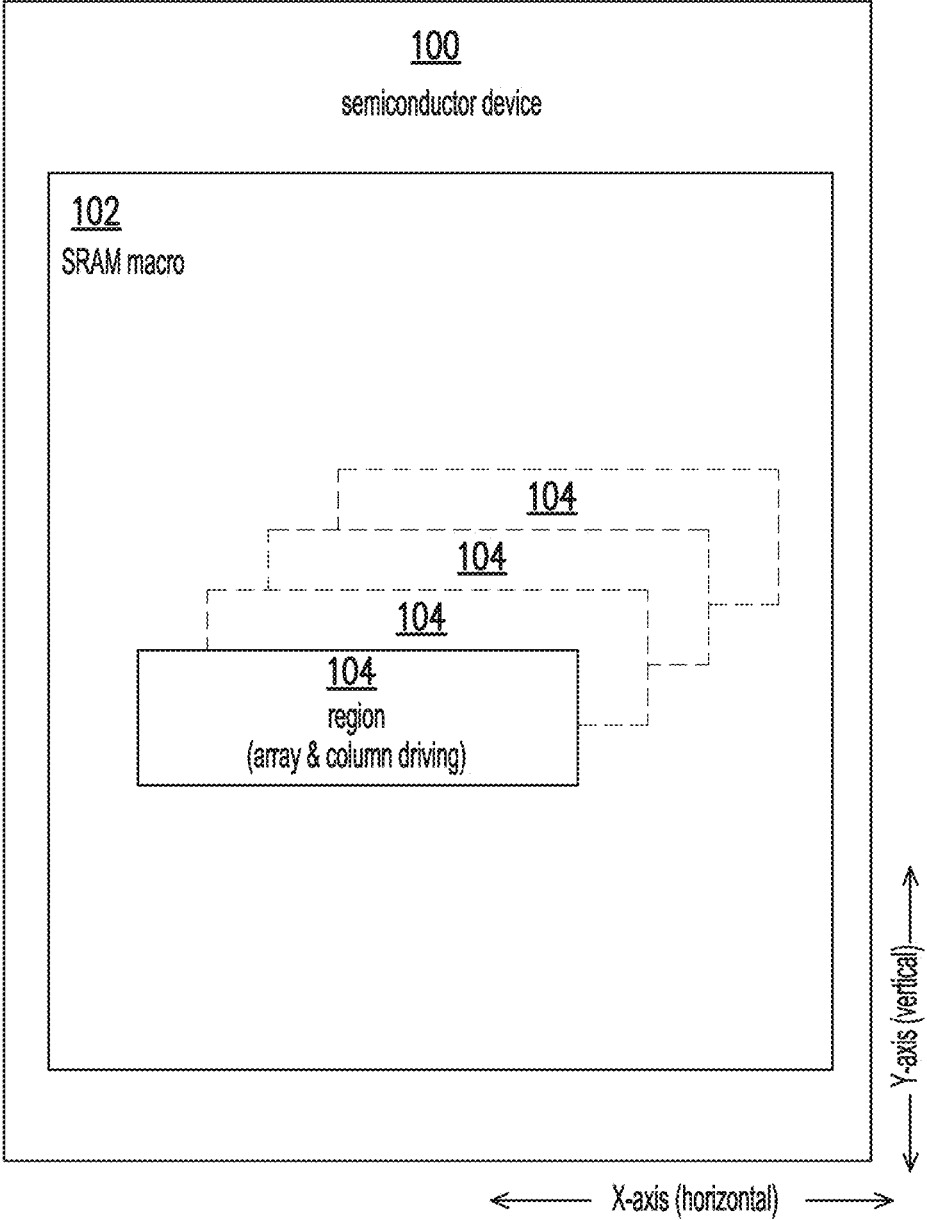 100
semiconductor device
102
SRAM macro
104
104
104
104
region
(array & column driving)
Y-axis (vertical)
X-axis (horizontal)